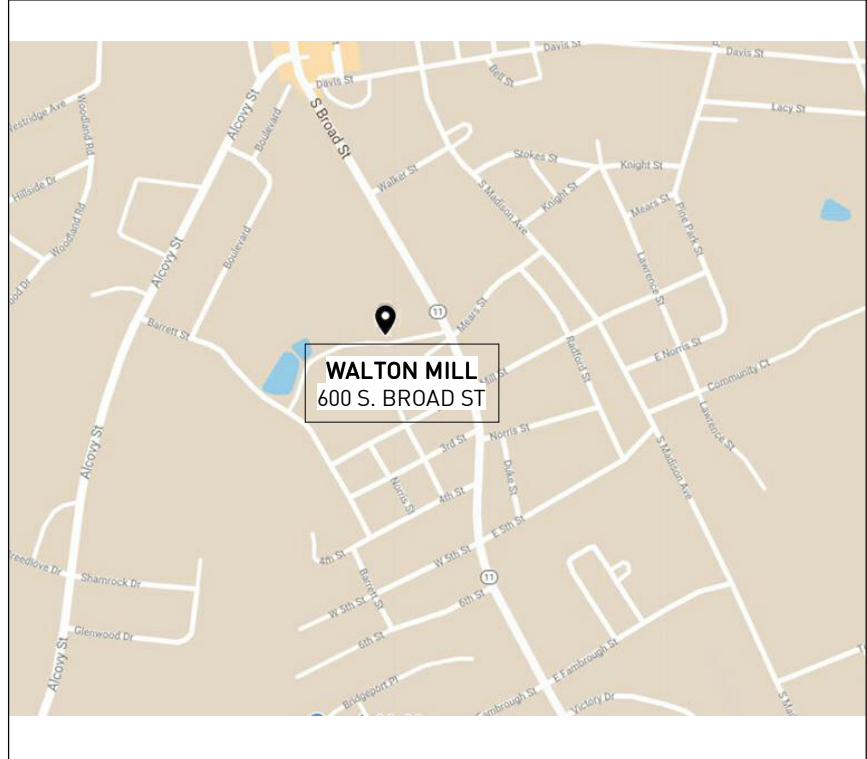 Davis St
Davis St
Davis St
Bell St
Lacy St
Westridge Ave
Woodland Rd
Alcovy St
Boulevard
S Broad St
Walker St
Stokes St
Knight St
S Madison Ave
Knight St
Hillside Dr
Mears St
Pine Park St
Woodland Rd
Boulevard
Alcovy St
Lawrence St
11
Mears St
Barrett St
Radford St
E Norris St
Community Ct
WALTON MILL
600 S. BROAD ST
Mill St
Lawrence St
Alcovy St
3rd St
Norris St
S Madison Ave
Norris St
Duke St
4th St
E 5th St
4th St
W 5th St
11
Shamrock Dr
Barrett St
W 5th St
6th St
Glenwood Dr
6th St
Alcovy St
E Fambrough St
Bridgeport Pl
Victory Dr